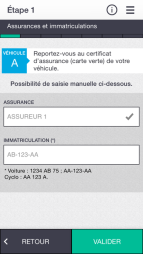 Étape 1
Assurances et immatriculations
VÉHICULE
A
Reportez-vous au certificat
d'assurance (carte verte) de votre
véhicule.
Possibilité de saisie manuelle ci-dessous.
ASSURANCE
ASSUREUR 1
IMMATRICULATION (*)
AB-123-AA
* Voiture : 1234 AB 75 ; AA-123-AA
Cyclo : AA 123 A.
RETOUR
VALIDER